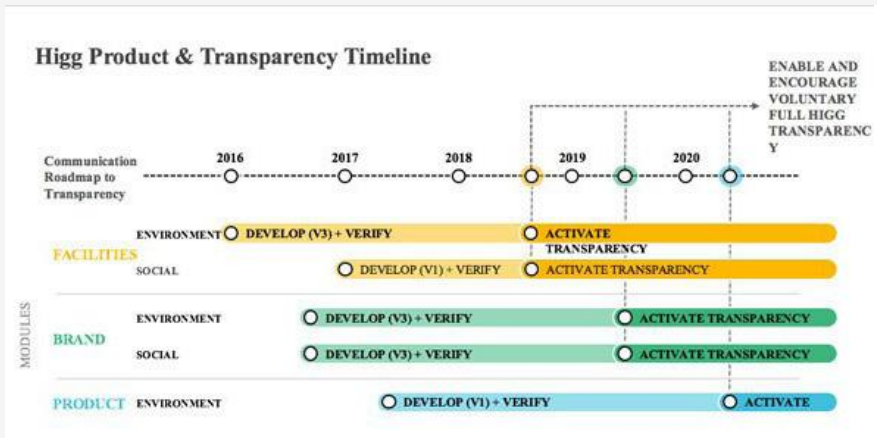 Higg Product & Transparency Timeline
ENABLE AND
ENCOURAGE
VOLUNTARY
FULL HIGG
TRANSPARENC
Y
Communication
Roadmap to
Transparency
2016
2017
2018
2019
2020
MODULES
FACILITIES
ENVIRONMENT
DEVELOP (V3) + VERIFY
ACTIVATE
TRANSPARENCY
SOCIAL
DEVELOP (V1) + VERIFY
ACTIVATE TRANSPARENCY
BRAND
ENVIRONMENT
DEVELOP (V3) + VERIFY
ACTIVATE TRANSPARENCY
SOCIAL
DEVELOP (V3) + VERIFY
ACTIVATE TRANSPARENCY
PRODUCT
ENVIRONMENT
DEVELOP (V1) + VERIFY
ACTIVATE